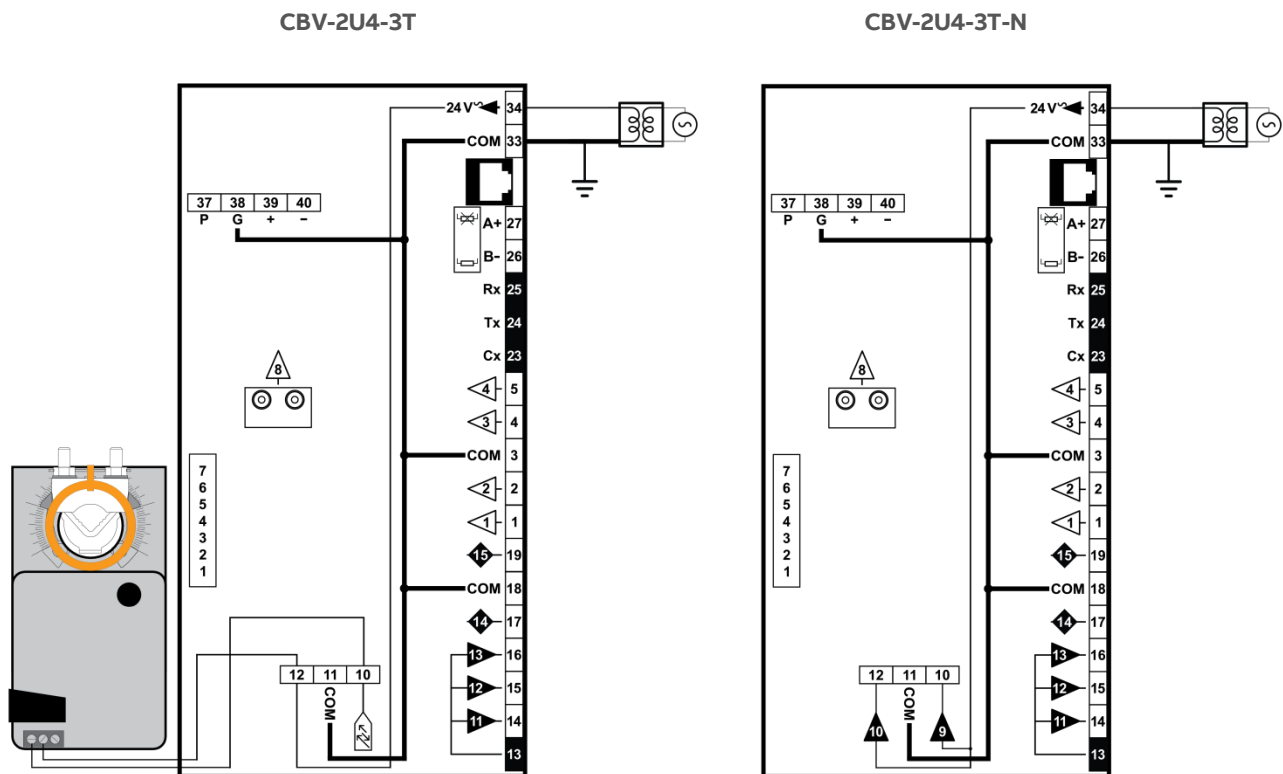 CBV-2U4-3T
24 V
34
COM 33
37 38 39 40
P G + −
A+ 27
B− 26
Rx 25
Tx 24
Cx 23
8
4 5
3 4
COM 3
2 2
1 1
15 19
COM 18
14 17
13 16
12 15
11 14
13
7
6
5
4
3
2
1
12 11 10
COM
CBV-2U4-3T-N
24 V
34
COM 33
37 38 39 40
P G + −
A+ 27
B− 26
Rx 25
Tx 24
Cx 23
8
4 5
3 4
COM 3
2 2
1 1
15 19
COM 18
14 17
13 16
12 15
11 14
13
7
6
5
4
3
2
1
12 11 10
COM
10 9